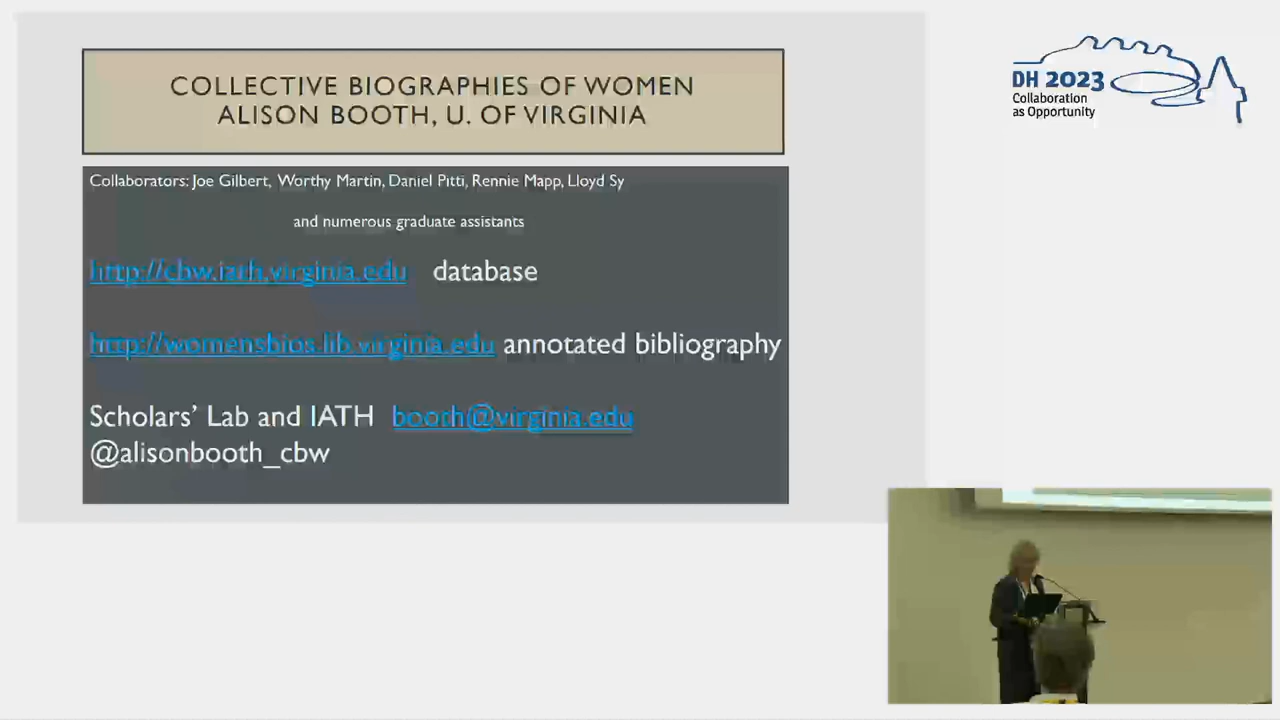 COLLECTIVE BIOGRAPHIES OF WOMEN
ALISON BOOTH, U. OF VIRGINIA
Collaborators: Joe Gilbert, Worthy Martin, Daniel Pitti, Rennie Mapp, Lloyd Sy
and numerous graduate assistants
http://cbw.iath.virginia.edu database
http://womensbios.lib.virginia.edu annotated bibliography
Scholars' Lab and IATH booth@virginia.edu
@alisonbooth_cbw
DH 2023
Collaboration
as Opportunity